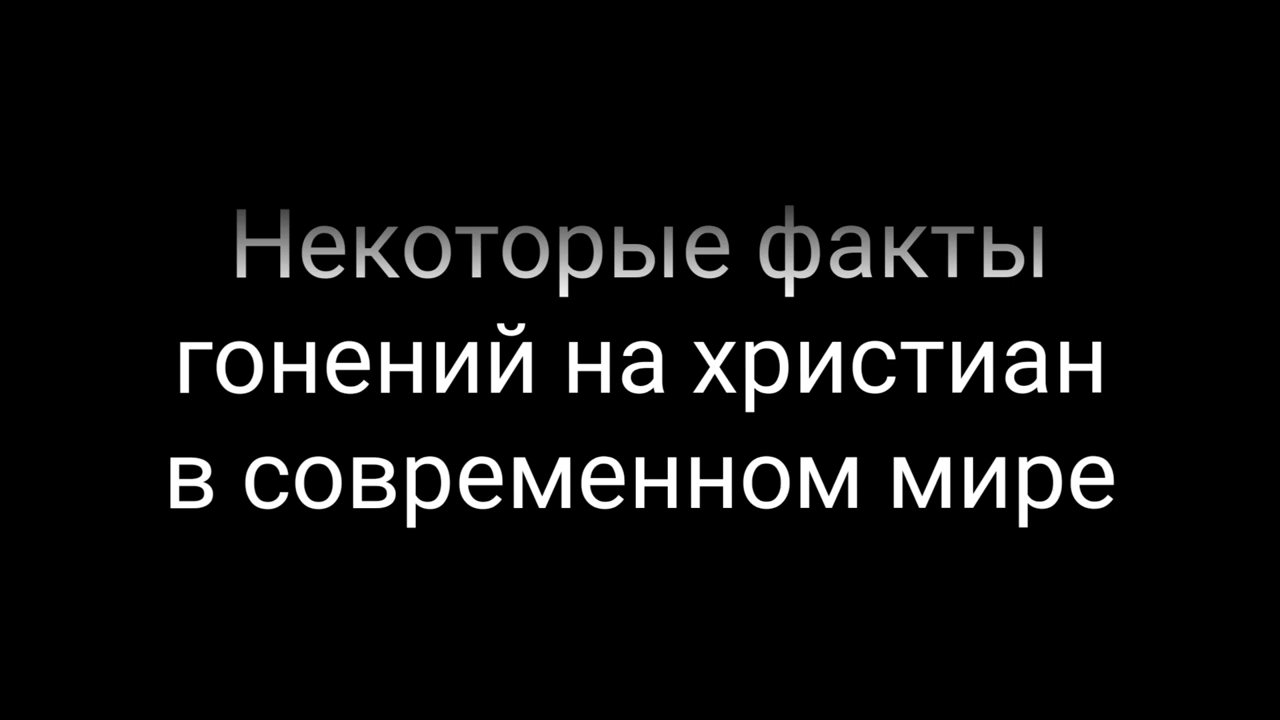 Некоторые факты
гонений на христиан
в современном мире